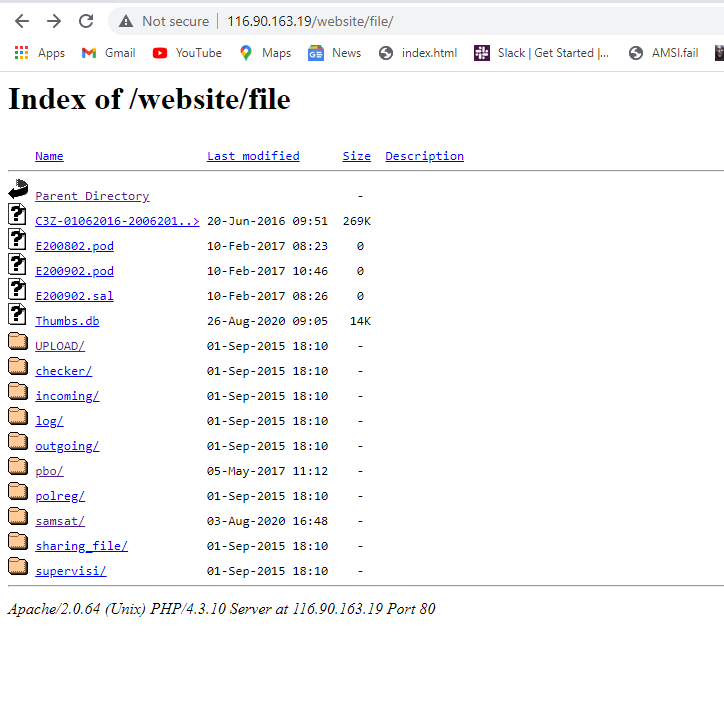 Not secure | 116.90.163.19/website/file/
Apps Gmail YouTube Maps News index.html Slack | Get Started |... AMSI.fail
Index of /website/file
Name Last modified Size Description
Parent Directory -
C3Z-01062016-2006201..> 20-Jun-2016 09:51 269K
E200802.pod 10-Feb-2017 08:23 0
E200902.pod 10-Feb-2017 10:46 0
E200902.sal 10-Feb-2017 08:26 0
Thumbs.db 26-Aug-2020 09:05 14K
UPLOAD/ 01-Sep-2015 18:10 -
checker/ 01-Sep-2015 18:10 -
incoming/ 01-Sep-2015 18:10 -
log/ 01-Sep-2015 18:10 -
outgoing/ 01-Sep-2015 18:10 -
pbo/ 05-May-2017 11:12 -
polreg/ 01-Sep-2015 18:10 -
samsat/ 03-Aug-2020 16:48 -
sharing_file/ 01-Sep-2015 18:10 -
supervisi/ 01-Sep-2015 18:10 -
Apache/2.0.64 (Unix) PHP/4.3.10 Server at 116.90.163.19 Port 80